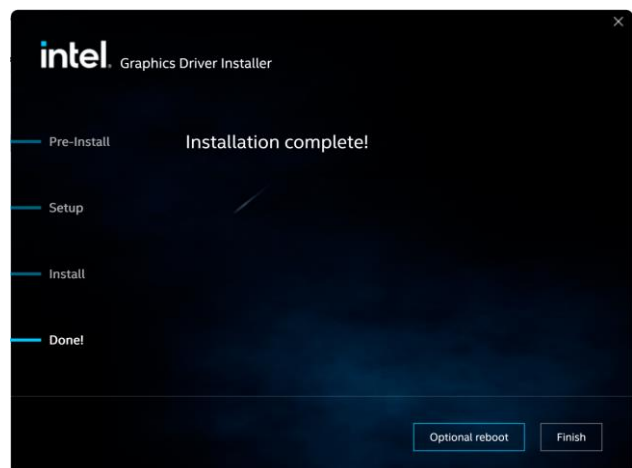 intel. Graphics Driver Installer
Pre-Install
Installation complete!
Setup
Install
Done!
Optional reboot
Finish